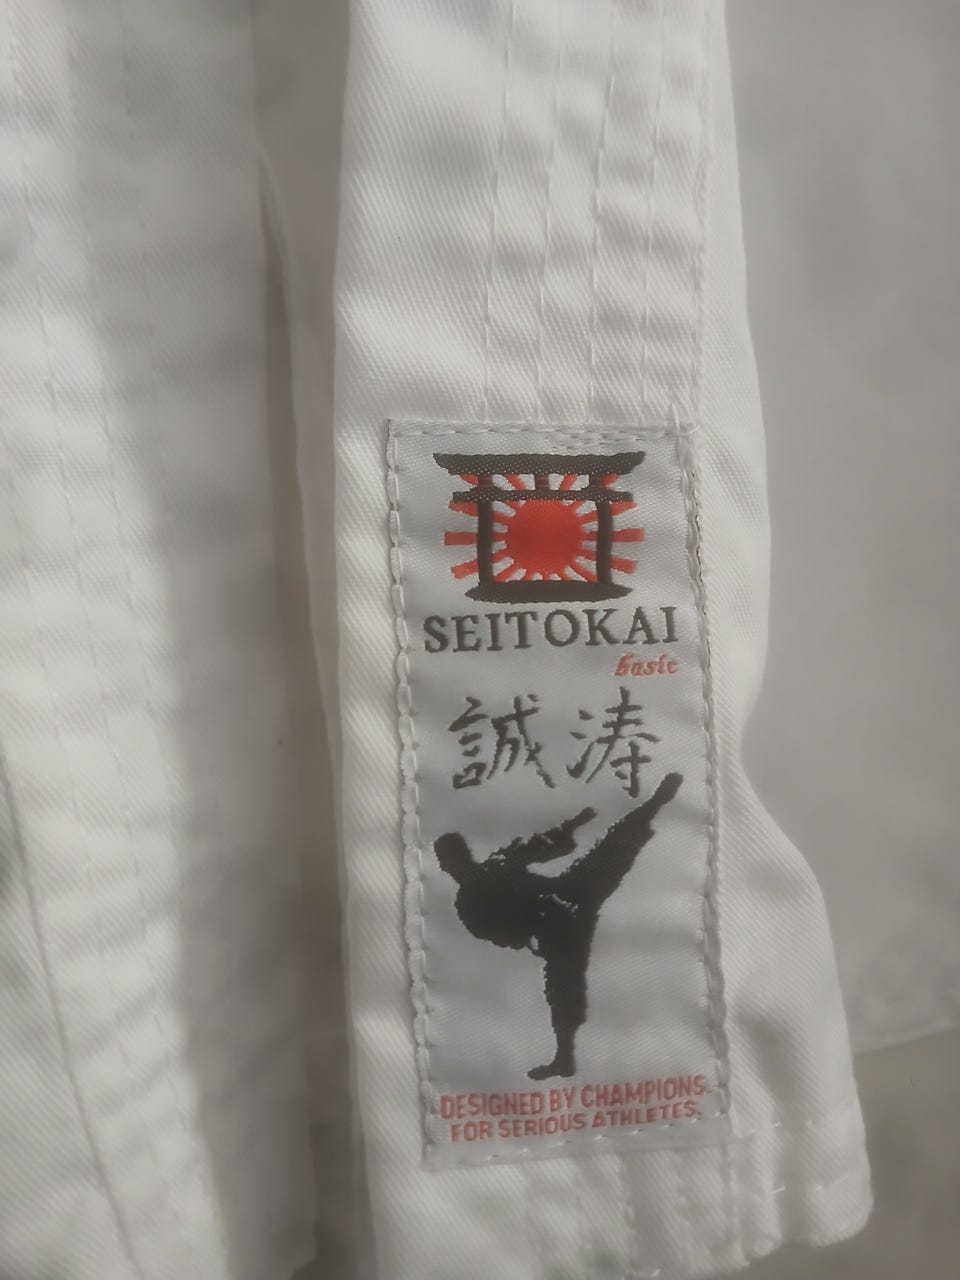 SEITOKAI
basic
誠涛
DESIGNED BY CHAMPIONS
FOR SERIOUS ATHLETES.